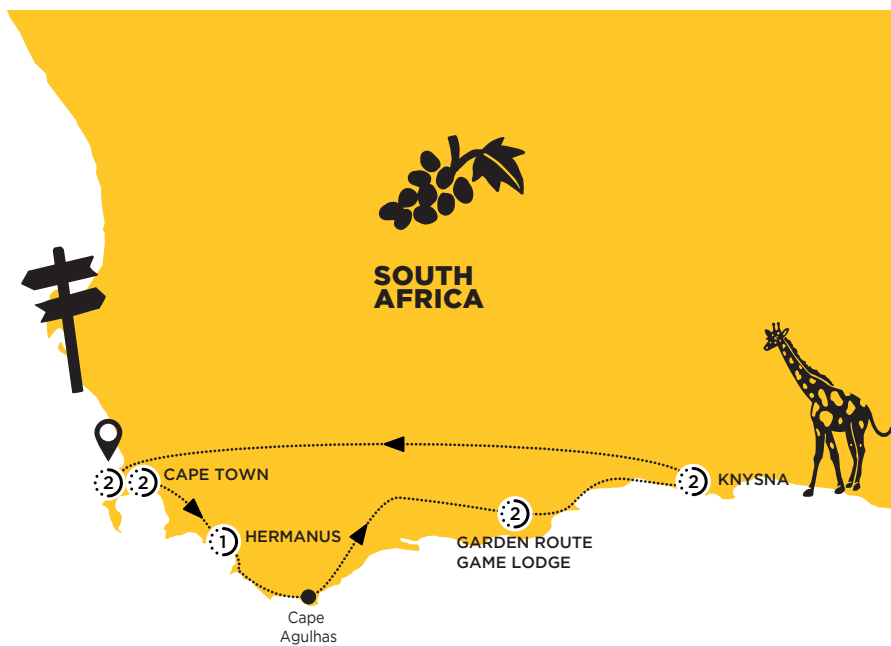 SOUTH
AFRICA
2
2
CAPE TOWN
2
KNYSNA
1
HERMANUS
2
GARDEN ROUTE
GAME LODGE
Cape
Agulhas